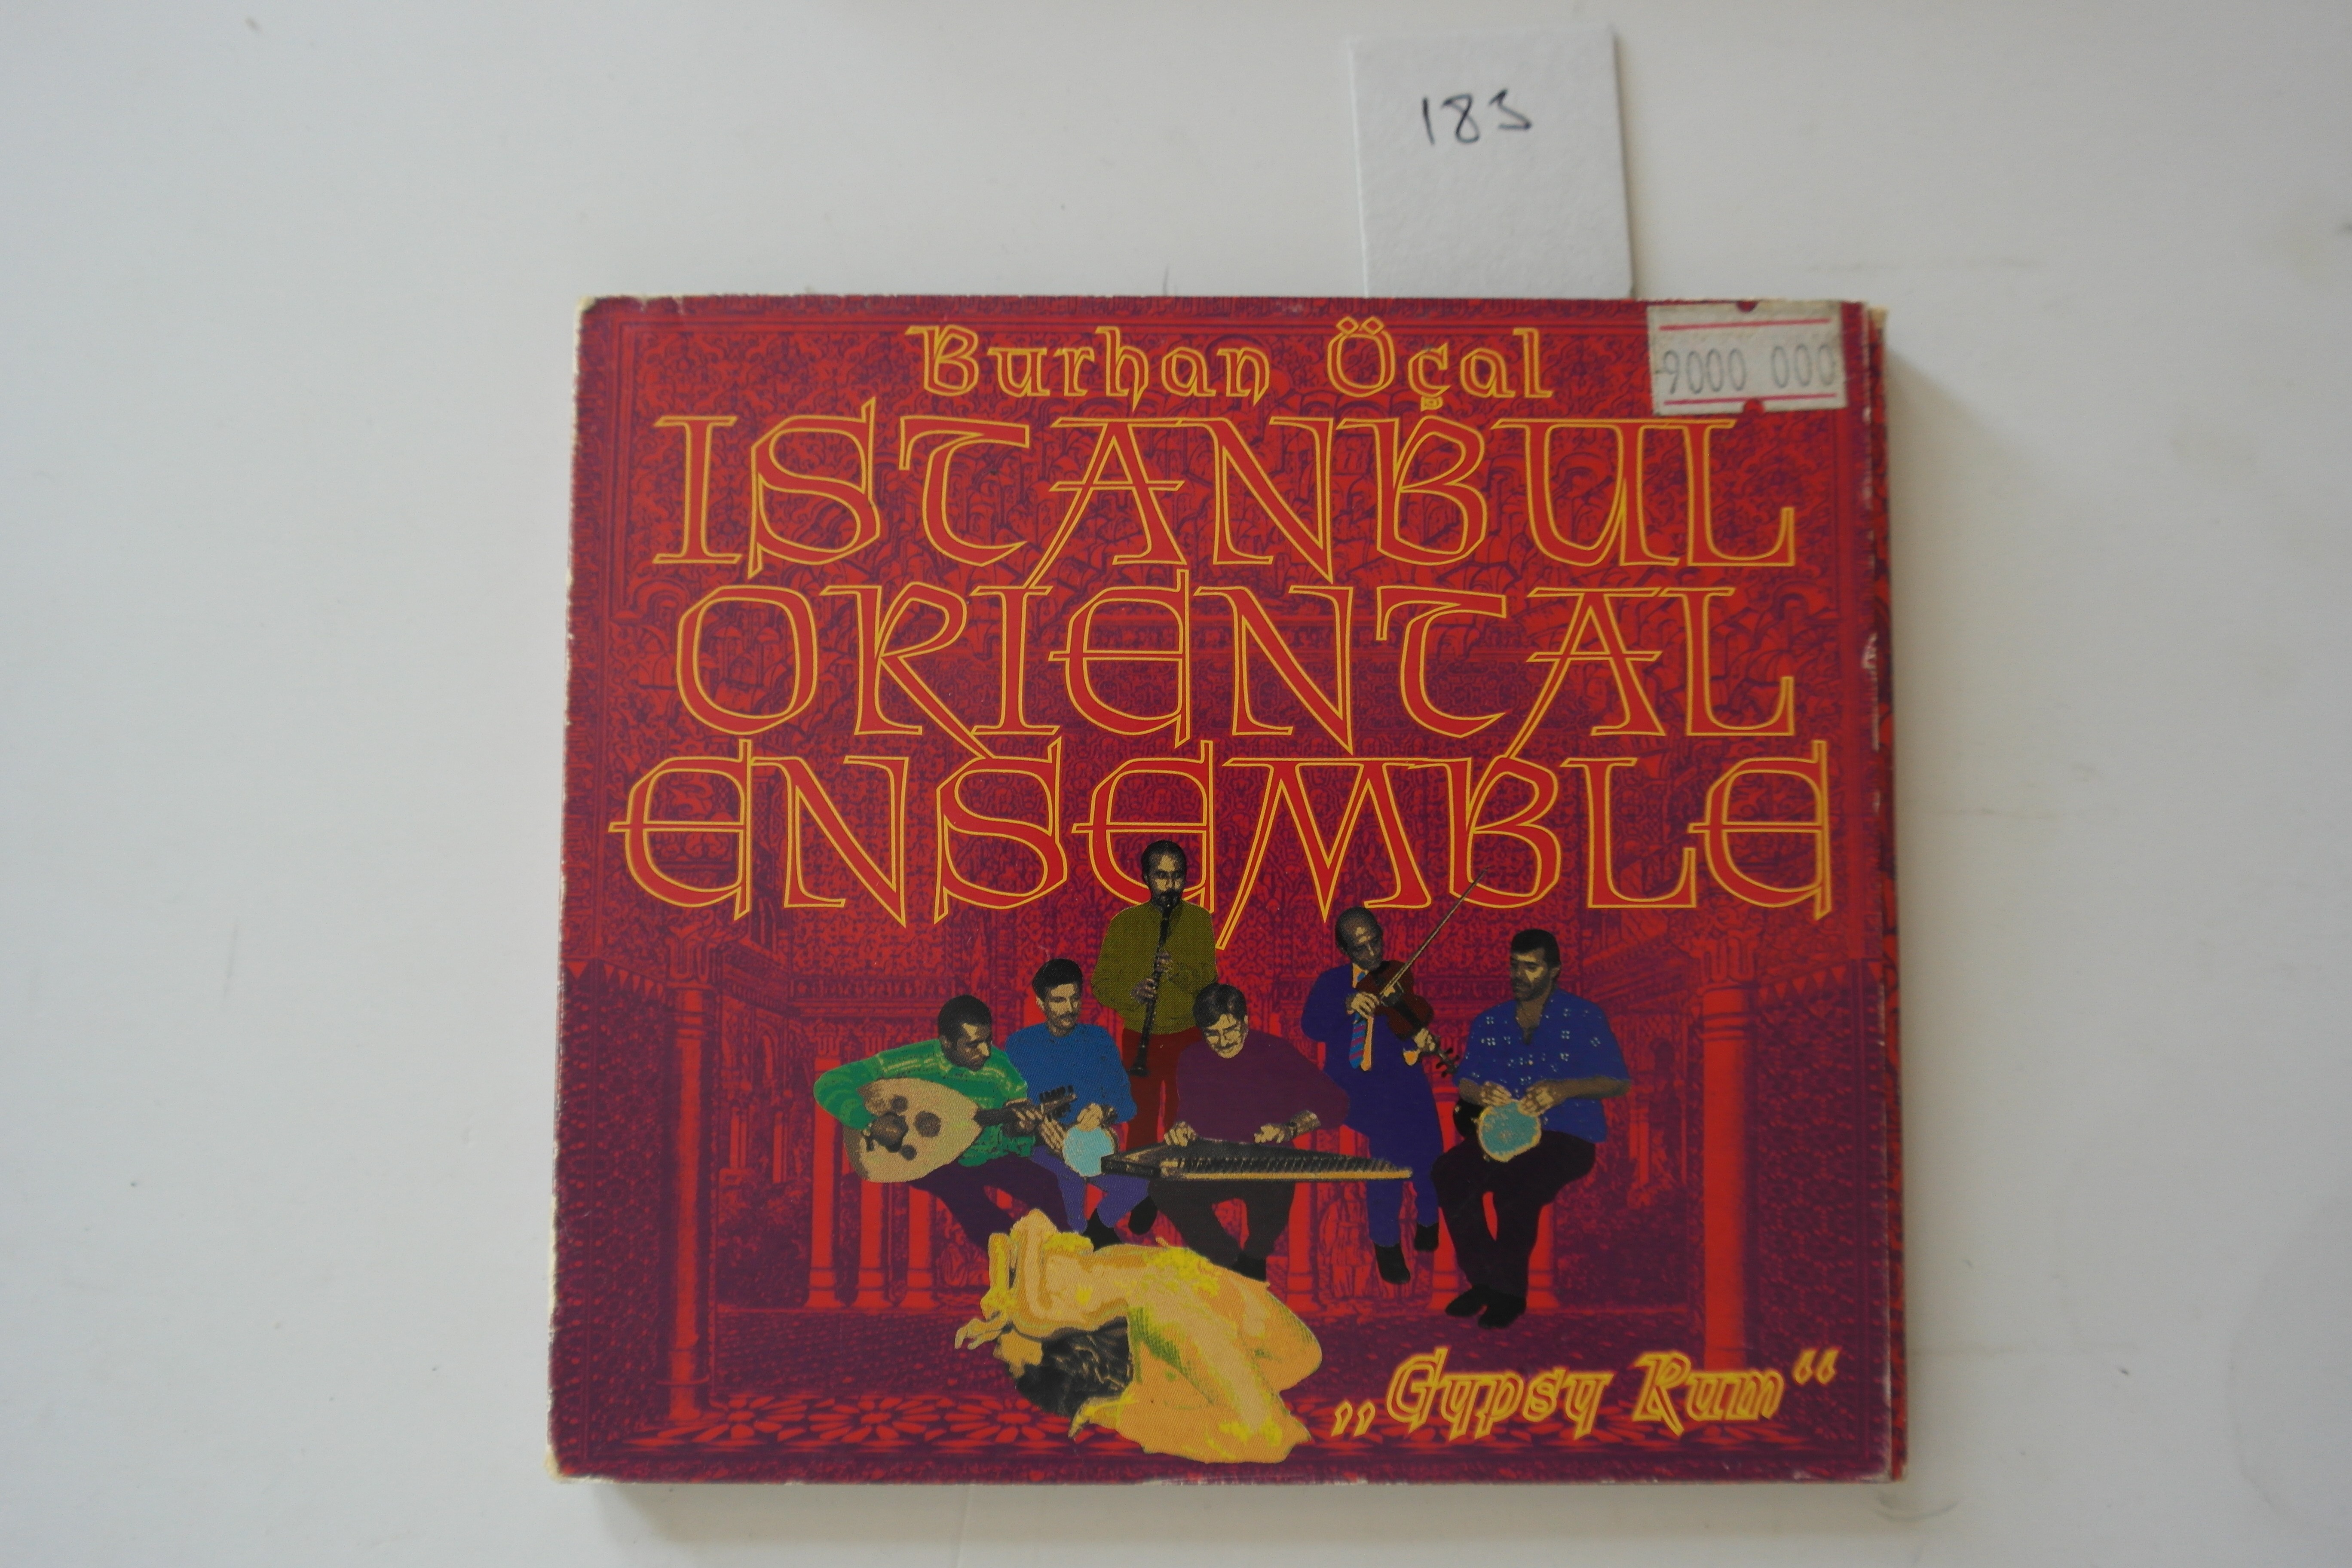 183
Burhan Öçal
9000 000
ISTANBUL
ORIENTAL
ENSEMBLE
„Gypsy Rum“